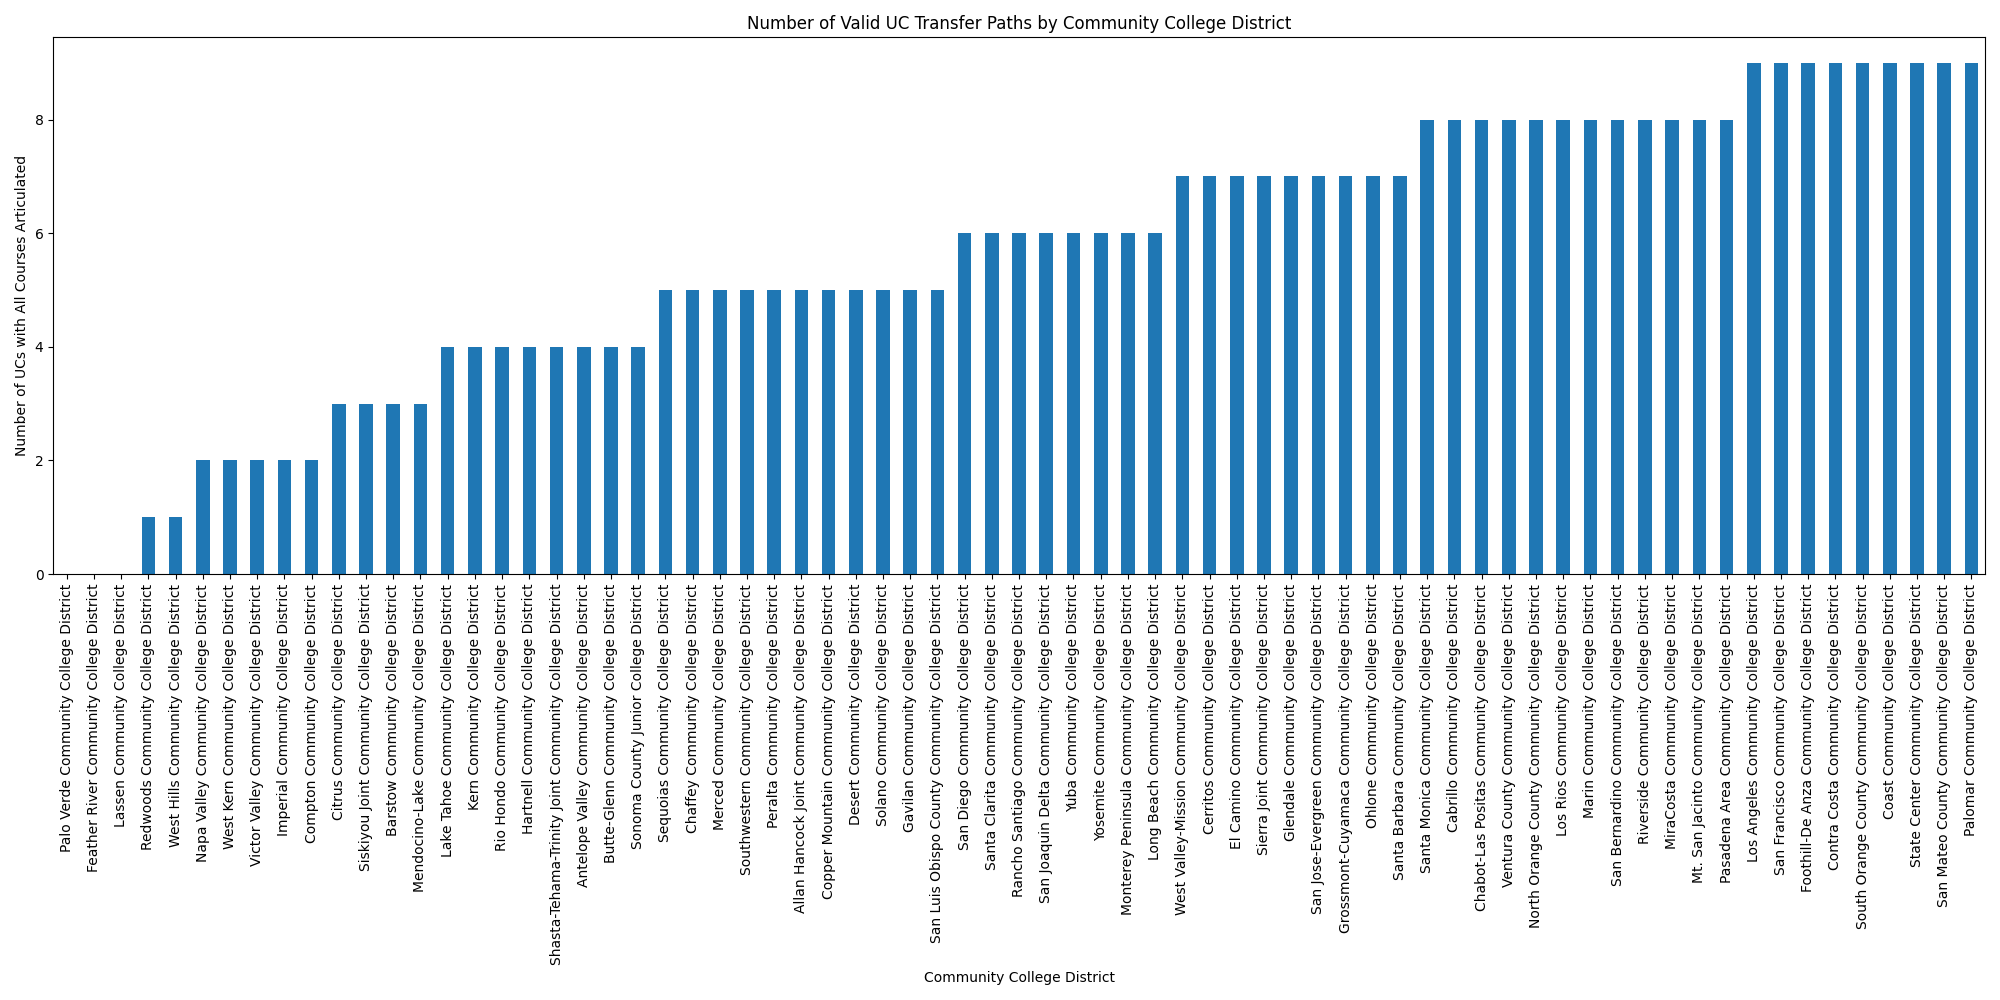 Number of Valid UC Transfer Paths by Community College District
Number of UCs with All Courses Articulated
8
6
4
2
0
Palo Verde Community College District
Feather River Community College District
Lassen Community College District
Redwoods Community College District
West Hills Community College District
Napa Valley Community College District
West Kern Community College District
Victor Valley Community College District
Imperial Community College District
Compton Community College District
Citrus Community College District
Siskiyou Joint Community College District
Barstow Community College District
Mendocino-Lake Community College District
Lake Tahoe Community College District
Kern Community College District
Rio Hondo Community College District
Hartnell Community College District
Shasta-Tehama-Trinity Joint Community College District
Antelope Valley Community College District
Butte-Glenn Community College District
Sonoma County Junior College District
Sequoias Community College District
Chaffey Community College District
Merced Community College District
Southwestern Community College District
Peralta Community College District
Allan Hancock Joint Community College District
Copper Mountain Community College District
Desert Community College District
Solano Community College District
Gavilan Community College District
San Luis Obispo County Community College District
San Diego Community College District
Santa Clarita Community College District
Rancho Santiago Community College District
San Joaquin Delta Community College District
Yuba Community College District
Yosemite Community College District
Monterey Peninsula Community College District
Long Beach Community College District
West Valley-Mission Community College District
Cerritos Community College District
El Camino Community College District
Sierra Joint Community College District
Glendale Community College District
San Jose-Evergreen Community College District
Grossmont-Cuyamaca Community College District
Ohlone Community College District
Santa Barbara Community College District
Santa Monica Community College District
Cabrillo Community College District
Chabot-Las Positas Community College District
Ventura County Community College District
North Orange County Community College District
Los Rios Community College District
Marin Community College District
San Bernardino Community College District
Riverside Community College District
MiraCosta Community College District
Mt. San Jacinto Community College District
Pasadena Area Community College District
Los Angeles Community College District
San Francisco Community College District
Foothill-De Anza Community College District
Contra Costa Community College District
South Orange County Community College District
Coast Community College District
State Center Community College District
San Mateo County Community College District
Palomar Community College District
Community College District